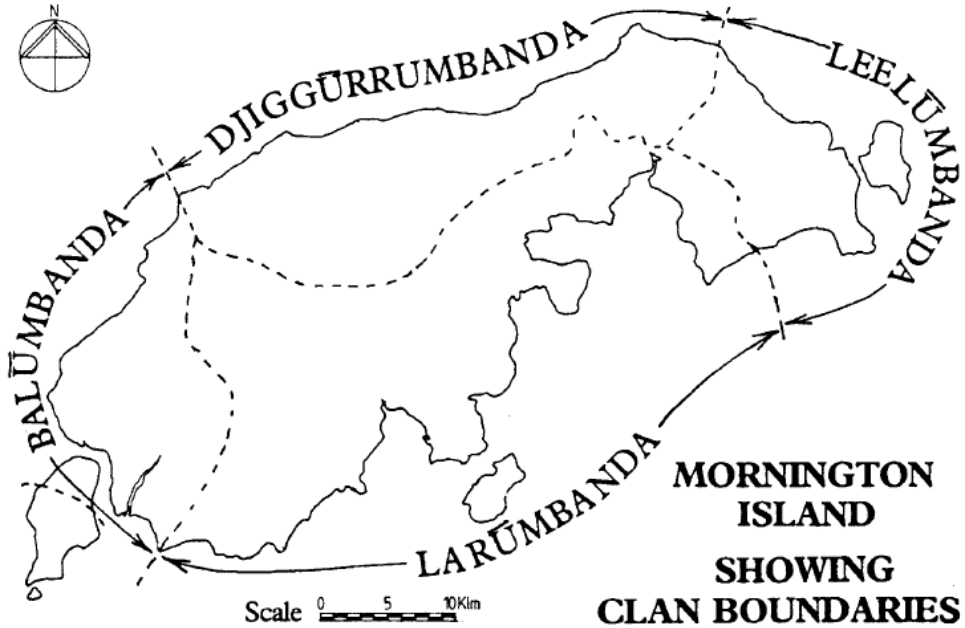 N
DJIGGŪRRUMBANDA
LEELŪMBANDA
BALŪMBANDA
LARŪMBANDA
MORNINGTON
ISLAND
SHOWING
CLAN BOUNDARIES
Scale 0 5 10Klm